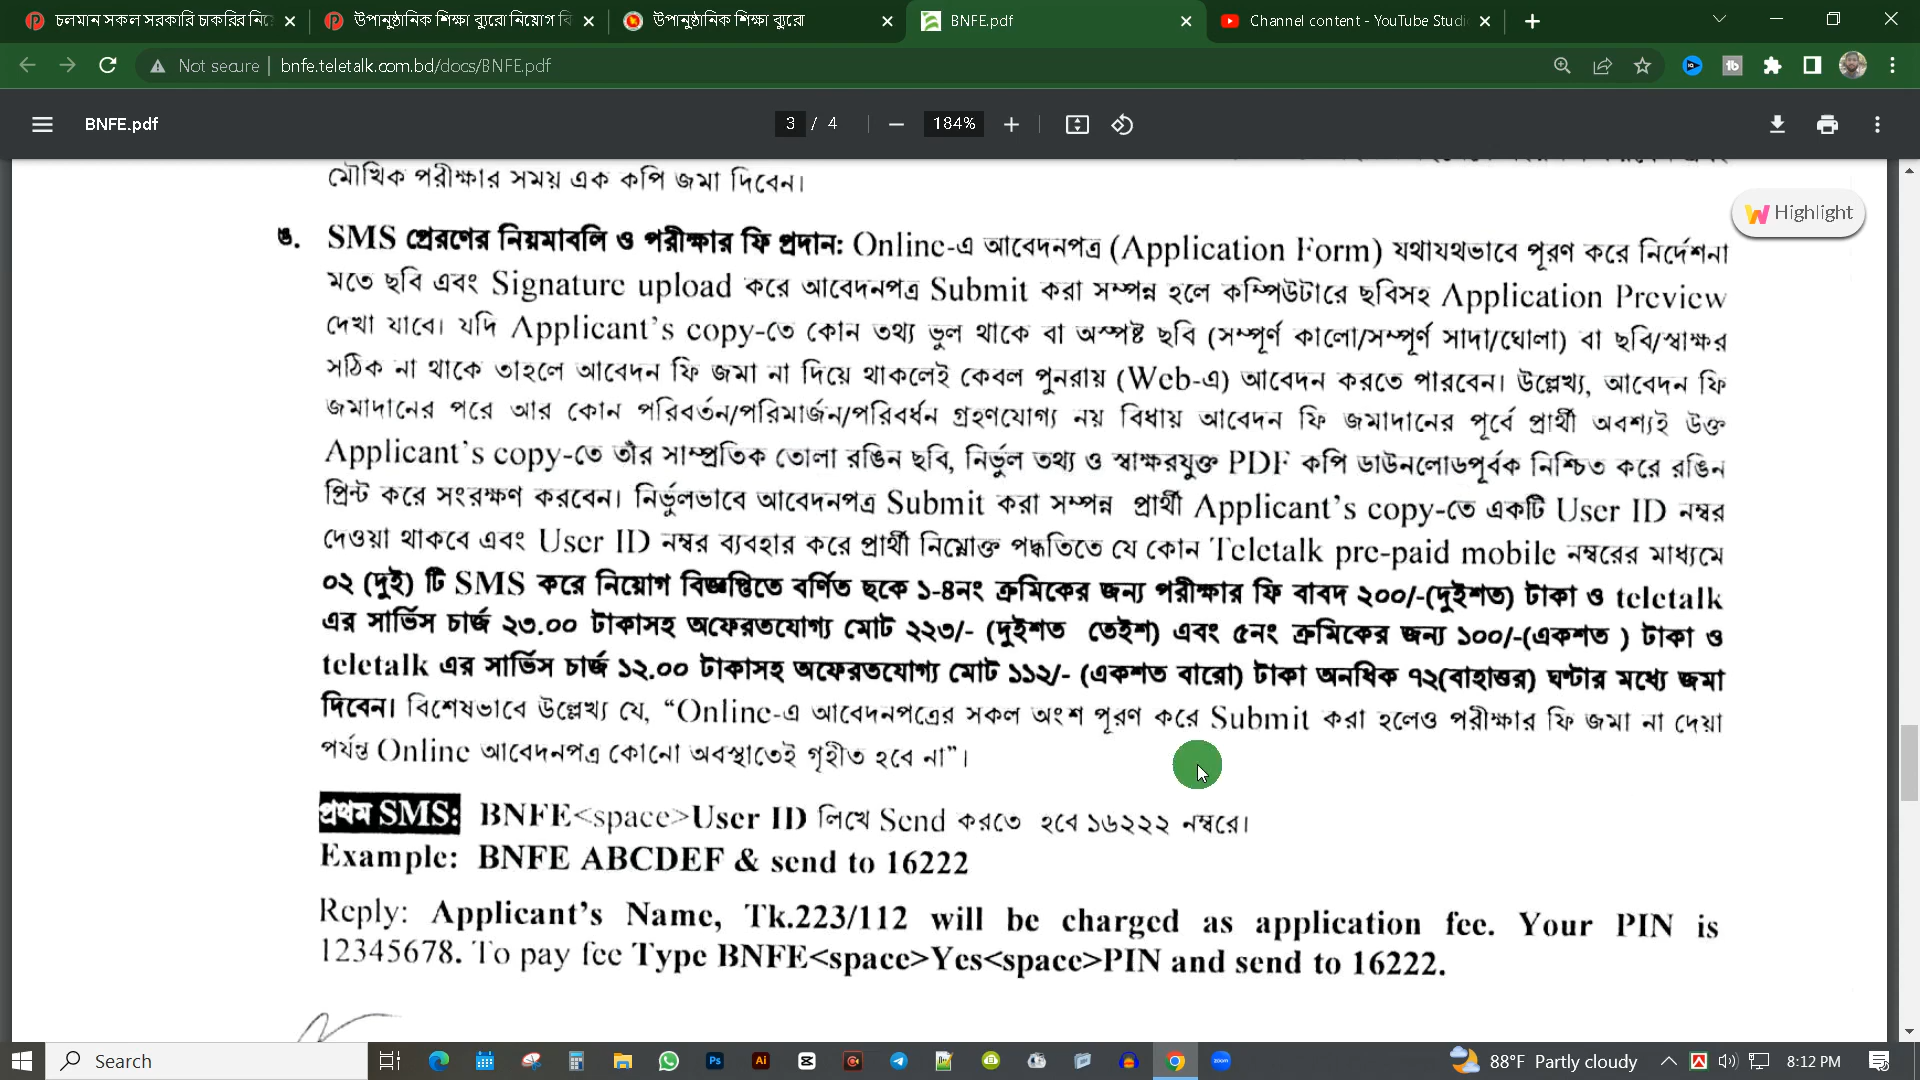 চলমান সকল সরকারি চাকরির নিয়ে
উপানুষ্ঠানিক শিক্ষা ব্যুরো নিয়োগ বি
উপানুষ্ঠানিক শিক্ষা ব্যুরো
BNFE.pdf
Channel content - YouTube Studi
Not secure
bnfe.teletalk.com.bd/docs/BNFE.pdf
BNFE.pdf
3 / 4
184%
মৌখিক পরীক্ষার সময় এক কপি জমা দিবেন।
Highlight
ঙ. SMS প্রেরণের নিয়মাবলি ও পরীক্ষার ফি প্রদান: Online-এ আবেদনপত্র (Application Form) যথাযথভাবে পূরণ করে নির্দেশনা
মতে ছবি এবং Signature upload করে আবেদনপত্র Submit করা সম্পন্ন হলে কম্পিউটারে ছবিসহ Application Preview
দেখা যাবে। যদি Applicant's copy-তে কোন তথ্য ভুল থাকে বা অস্পষ্ট ছবি (সম্পূর্ণ কালো/সম্পূর্ণ সাদা/ঘোলা) বা ছবি/স্বাক্ষর
সঠিক না থাকে তাহলে আবেদন ফি জমা না দিয়ে থাকলেই কেবল পুনরায় (Web-এ) আবেদন করতে পারবেন। উল্লেখ্য, আবেদন ফি
জমাদানের পরে আর কোন পরিবর্তন/পরিমার্জন/পরিবর্ধন গ্রহণযোগ্য নয় বিধায় আবেদন ফি জমাদানের পূর্বে প্রার্থী অবশ্যই উক্ত
Applicant's copy-তে তাঁর সাম্প্রতিক তোলা রঙিন ছবি, নির্ভুল তথ্য ও স্বাক্ষরযুক্ত PDF কপি ডাউনলোডপূর্বক নিশ্চিত করে রঙিন
প্রিন্ট করে সংরক্ষণ করবেন। নির্ভুলভাবে আবেদনপত্র Submit করা সম্পন্ন প্রার্থী Applicant's copy-তে একটি User ID নম্বর
দেওয়া থাকবে এবং User ID নম্বর ব্যবহার করে প্রার্থী নিম্নোক্ত পদ্ধতিতে যে কোন Teletalk pre-paid mobile নম্বরের মাধ্যমে
০২ (দুই) টি SMS করে নিয়োগ বিজ্ঞপ্তিতে বর্ণিত ছকে ১-৪নং ক্রমিকের জন্য পরীক্ষার ফি বাবদ ২০০/-(দুইশত) টাকা ও teletalk
এর সার্ভিস চার্জ ২৩.০০ টাকাসহ অফেরতযোগ্য মোট ২২৩/- (দুইশত তেইশ) এবং ৫নং ক্রমিকের জন্য ১০০/-(একশত ) টাকা ও
teletalk এর সার্ভিস চার্জ ১২.০০ টাকাসহ অফেরতযোগ্য মোট ১১২/- (একশত বারো) টাকা অনধিক ৭২(বাহাত্তর) ঘণ্টার মধ্যে জমা
দিবেন। বিশেষভাবে উল্লেখ্য যে, “Online-এ আবেদনপত্রের সকল অংশ পূরণ করে Submit করা হলেও পরীক্ষার ফি জমা না দেয়া
পর্যন্ত Online আবেদনপত্র কোনো অবস্থাতেই গৃহীত হবে না”।
প্রথম SMS: BNFE<space>User ID লিখে Send করতে হবে ১৬২২২ নম্বরে।
Example: BNFE ABCDEF & send to 16222
Reply: Applicant's Name, Tk.223/112 will be charged as application fee. Your PIN is
12345678. To pay fee Type BNFE<space>Yes<space>PIN and send to 16222.
Search
88°F Partly cloudy
8:12 PM